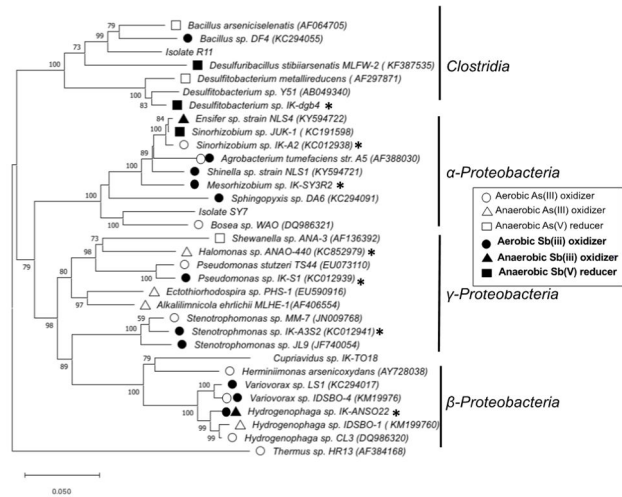 79
Bacillus arseniciselenatis (AF064705)
99
Bacillus sp. DF4 (KC294055)
73
Isolate R11
Desulfuribacillus stibiiarsenatis MLFW-2 ( KF387535)
100
Desulfitobacterium metallireducens ( AF297871)
100
Desulfitobacterium sp. Y51 (AB049340)
83
Desulfitobacterium sp. IK-dgb4 *
Clostridia
84
Ensifer sp. strain NLS4 (KY594722)
Sinorhizobium sp. JUK-1 ( KC191598)
Sinorhizobium sp. IK-A2 ( KC012938) *
89
Agrobacterium tumefaciens str. A5 (AF388030)
Shinella sp. strain NLS1 (KY594721)
89
Mesorhizobium sp. IK-SY3R2 *
100
Sphingopyxis sp. DA6 ( KC294091)
Isolate SY7
100
Bosea sp. WAO (DQ986321)
α-Proteobacteria
79
Shewanella sp. ANA-3 (AF136392)
73
Halomonas sp. ANAO-440 (KC852979) *
98
Pseudomonas stutzeri TS44 (EU073110)
100
Pseudomonas sp. IK-S1 ( KC012939) *
80
Ectothiorhodospira sp. PHS-1 (EU590916)
97
Alkalilimnicola ehrlichii MLHE-1(AF406554)
98
Stenotrophomonas sp. MM-7 (JN009768)
59
Stenotrophmonas sp. IK-A3S2 ( KC012941) *
100
Stenotrophomonas sp. JL9 ( JF740054)
γ-Proteobacteria
Cupriavidus sp. IK-TO18
79
Herminiimonas arsenicoxydans (AY728038)
100
Variovorax sp. LS1 ( KC294017)
100
Variovorax sp. IDSBO-4 ( KM19976)
100
Hydrogenophaga sp. IK-ANSO22 *
100
Hydrogenophaga sp. IDSBO-1 ( KM199760)
99
Hydrogenophaga sp. CL3 ( DQ986320)
99
β-Proteobacteria
Thermus sp. HR13 (AF384168)
0.050
Aerobic As(III) oxidizer
Anaerobic As(III) oxidizer
Anaerobic As(V) reducer
Aerobic Sb(iii) oxidizer
Anaerobic Sb(iii) oxidizer
Anaerobic Sb(V) reducer